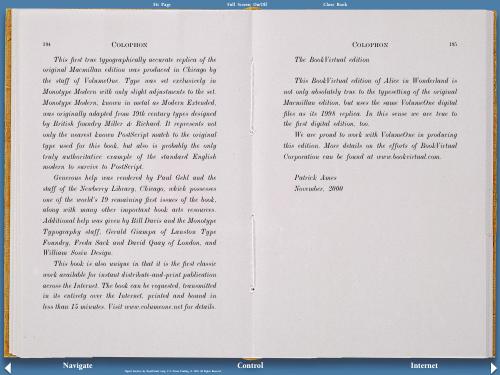 Fit Page
Full Screen On/Off
Close Book
194
COLOPHON
This first true typographically accurate replica of the
original Macmillan edition was produced in Chicago by
the staff of VolumeOne. Type was set exclusively in
Monotype Modern with only slight adjustments to the set.
Monotype Modern, known in metal as Modern Extended,
was originally adapted from 19th century types designed
by British foundry Miller & Richard. It represents not
only the nearest known PostScript match to the original
type used for this book, but also is probably the only
truly authoritative example of the standard English
modern to survive to PostScript.
Generous help was rendered by Paul Gehl and the
staff of the Newberry Library, Chicago, which possesses
one of the world's 19 remaining first issues of the book,
along with many other important book arts resources.
Additional help was given by Bill Davis and the Monotype
Typography staff, Gerald Giampa of Lanston Type
Foundry, Freda Sack and David Quay of London, and
William Sosin Design.
This book is also unique in that it is the first classic
work available for instant distribute-and-print publication
across the Internet. The book can be requested, transmitted
in its entirety over the Internet, printed and bound in
less than 15 minutes. Visit www.volumeone.net for details.
COLOPHON
195
The BookVirtual edition
This BookVirtual edition of Alice in Wonderland is
not only absolutely true to the typesetting of the original
Macmillan edition, but uses the same VolumeOne digital
files as its 1998 replica. In this sense we are true to
the first digital edition, too.
We are proud to work with VolumeOne in producing
this edition. More details on the efforts of BookVirtual
Corporation can be found at www.bookvirtual.com.
Patrick Ames
November, 2000
Navigate
Control
Internet